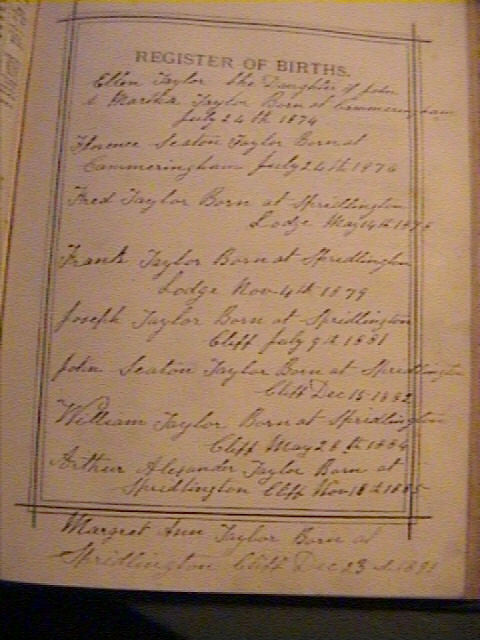 REGISTER OF BIRTHS.
Ellen Taylor the Daughter of John
& Martha Taylor Born at Cammeringham
July 24th 1874
Florence Seaton Taylor Born at
Cammeringham July 24th 1876
Fred Taylor Born at Spridlington
Lodge May 14th
Frank Taylor Born at Spridlington
Lodge Nov 4th 1879
Joseph Taylor Born at Spridlington
Cliff July 9th 1881
John Seaton Taylor Born at Spridlington
Cliff Dec 15 1882
William Taylor Born at Spridlington
Cliff May 28th 1884
Arthur Alexander Taylor Born at
Spridlington Cliff Nov 18th 1885
Margret Ann Taylor Born at
Spridlington Cliff Dec 23rd 1891